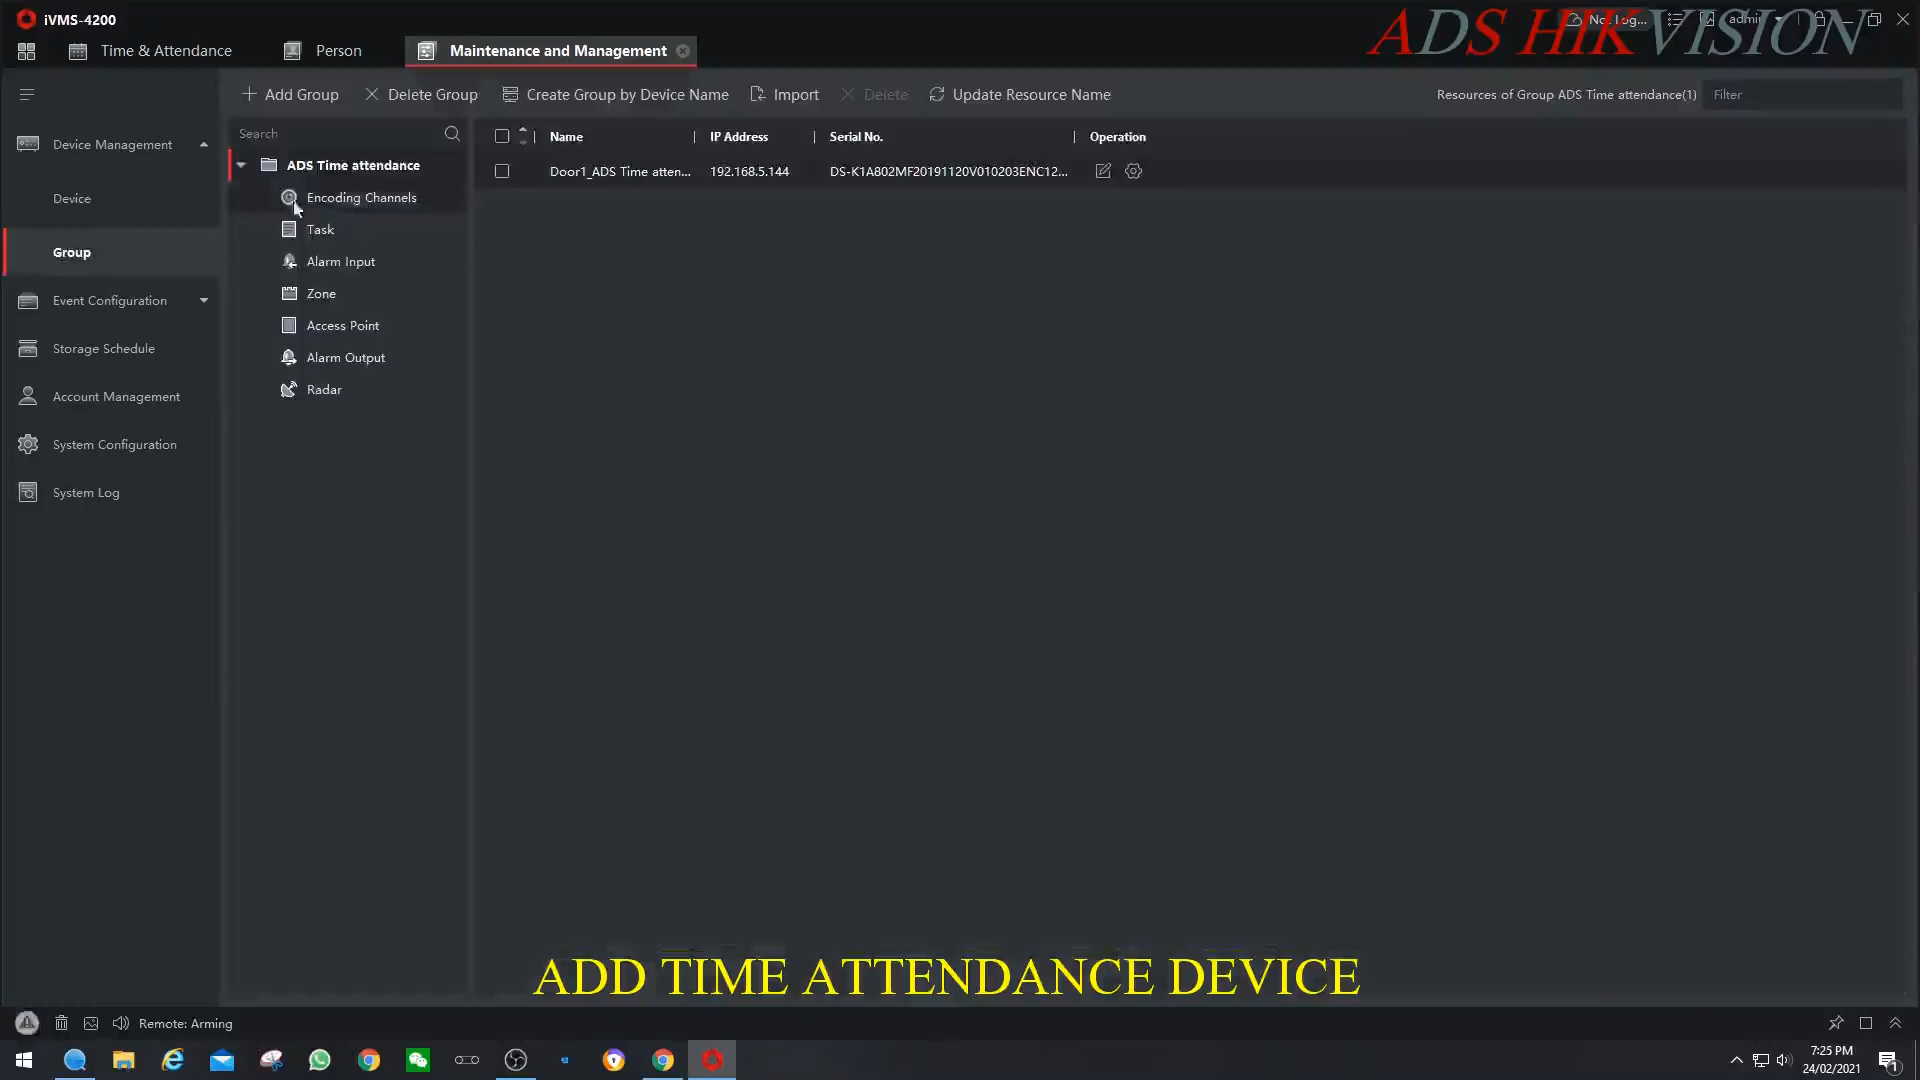 iVMS-4200
Not Log... admin
ADS HIKVISION
Time & Attendance Person Maintenance and Management
Add Group Delete Group Create Group by Device Name Import Delete Update Resource Name Resources of Group ADS Time attendance(1) Filter
Search
Name IP Address Serial No. Operation
Door1_ADS Time atten... 192.168.5.144 DS-K1A802MF20191120V010203ENC12...
Device Management
Device
Group
Event Configuration
Storage Schedule
Account Management
System Configuration
System Log
ADS Time attendance
Encoding Channels
Task
Alarm Input
Zone
Access Point
Alarm Output
Radar
ADD TIME ATTENDANCE DEVICE
Remote: Arming
7:25 PM
24/02/2021
1